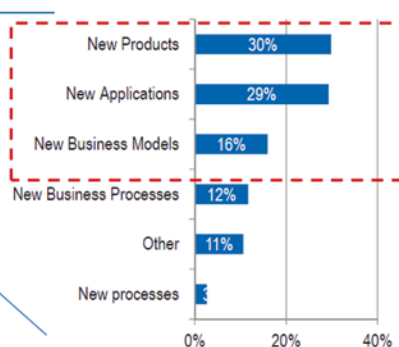 New Products 30%
New Applications 29%
New Business Models 16%
New Business Processes 12%
Other 11%
New processes
0% 20% 40%